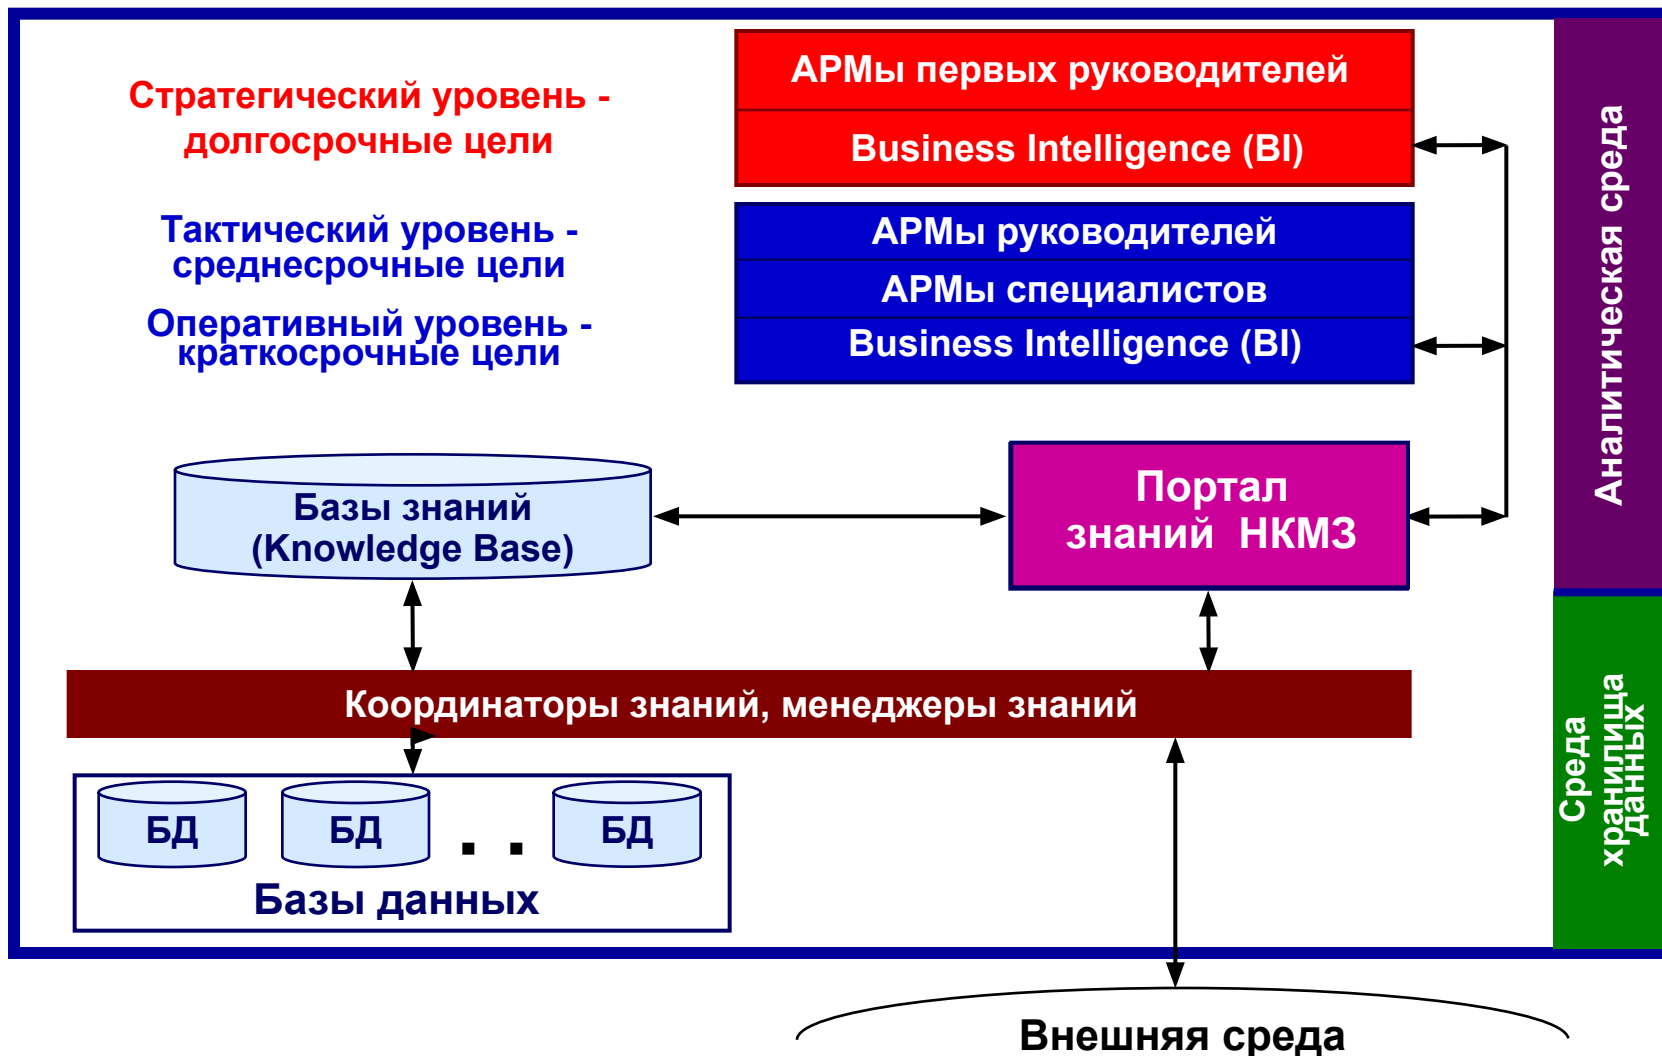 Стратегический уровень -
долгосрочные цели
АРМы первых руководителей
Business Intelligence (BI)
Тактический уровень -
среднесрочные цели
Оперативный уровень -
краткосрочные цели
АРМы руководителей
АРМы специалистов
Business Intelligence (BI)
Аналитическая среда
Базы знаний
(Knowledge Base)
Портал
знаний НКМЗ
Координаторы знаний, менеджеры знаний
Среда
хранилища
данных
БД
БД
. .
БД
Базы данных
Внешняя среда